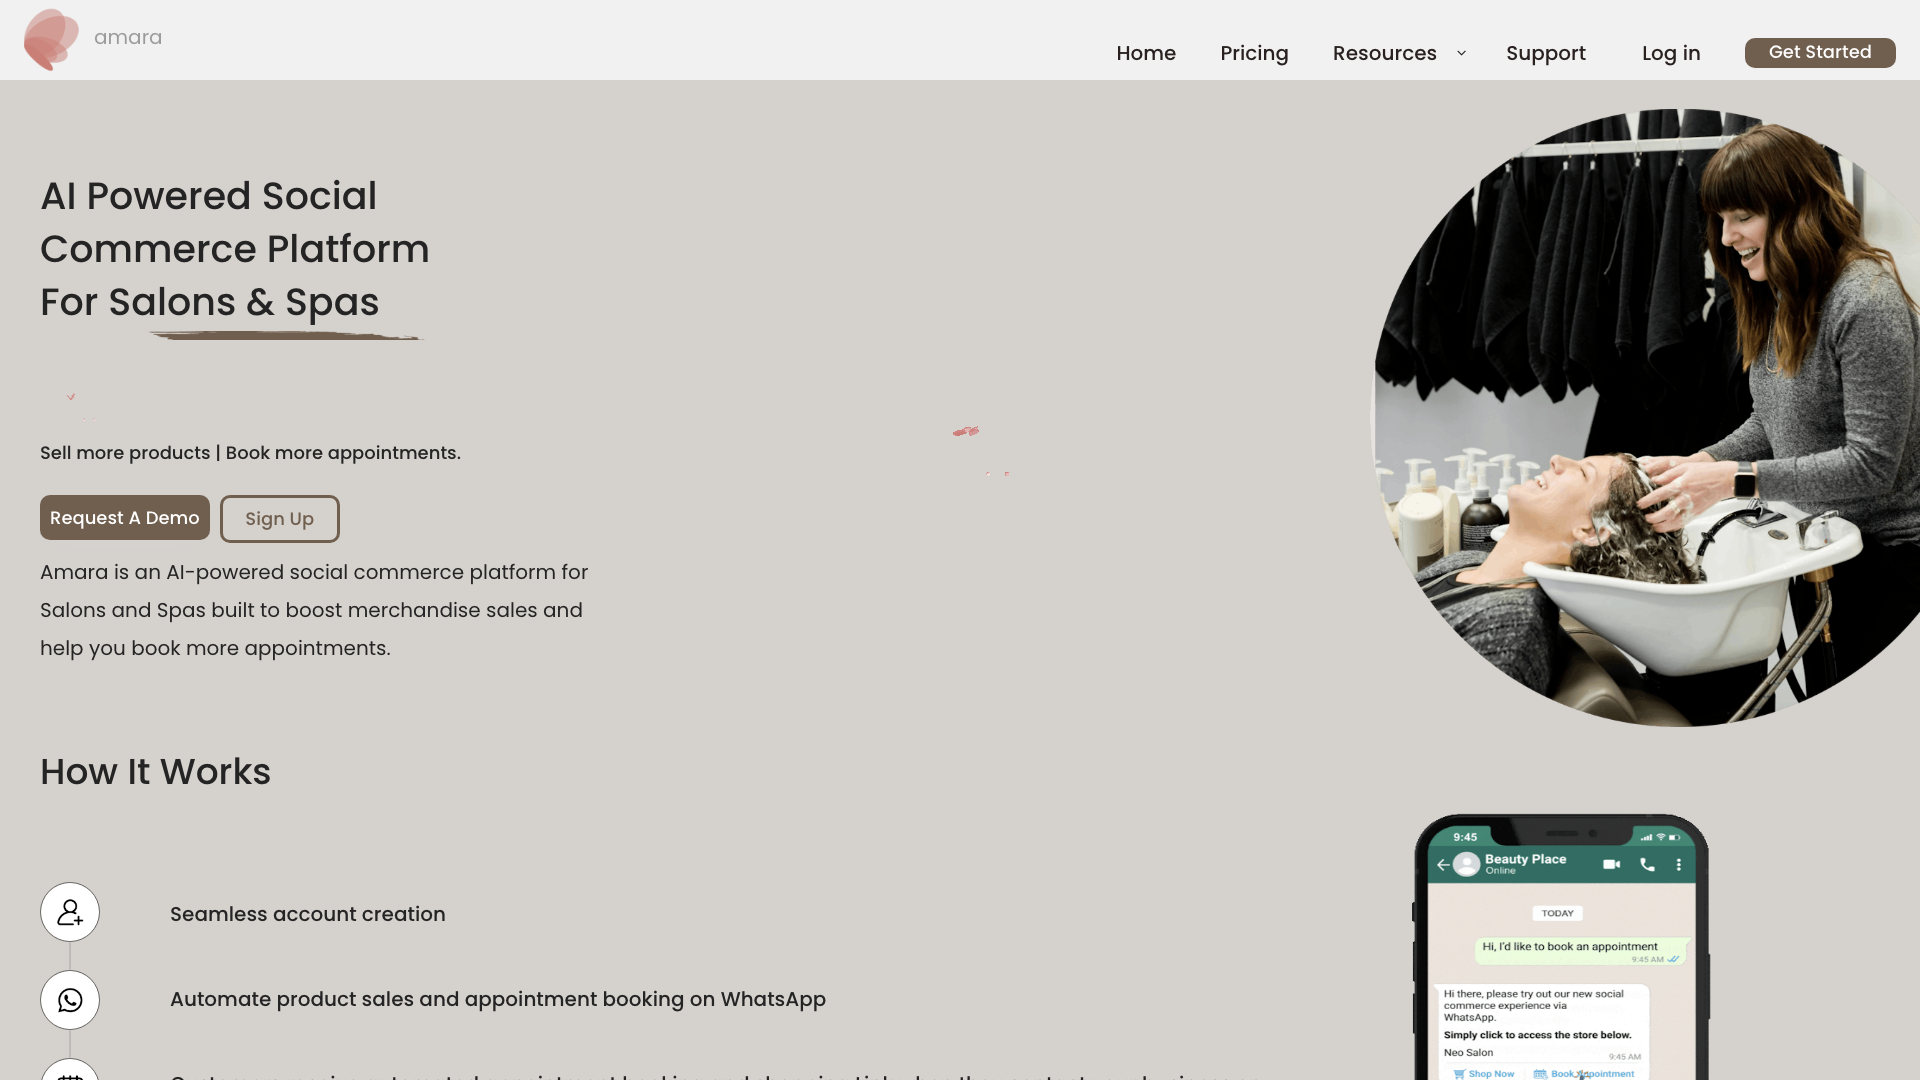 amara
Home
Pricing
Resources
Support
Log in
Get Started
AI Powered Social
Commerce Platform
For Salons & Spas
Sell more products | Book more appointments.
Request A Demo
Sign Up
Amara is an AI-powered social commerce platform for
Salons and Spas built to boost merchandise sales and
help you book more appointments.
How It Works
Seamless account creation
Automate product sales and appointment booking on WhatsApp
9:45
Beauty Place
Online
TODAY
Hi, I'd like to book an appointment
9:45 AM
Hi there, please try out our new social
commerce experience via
WhatsApp.
Simply click to access the store below.
Neo Salon
9:45 AM
Shop Now
Book Appointment